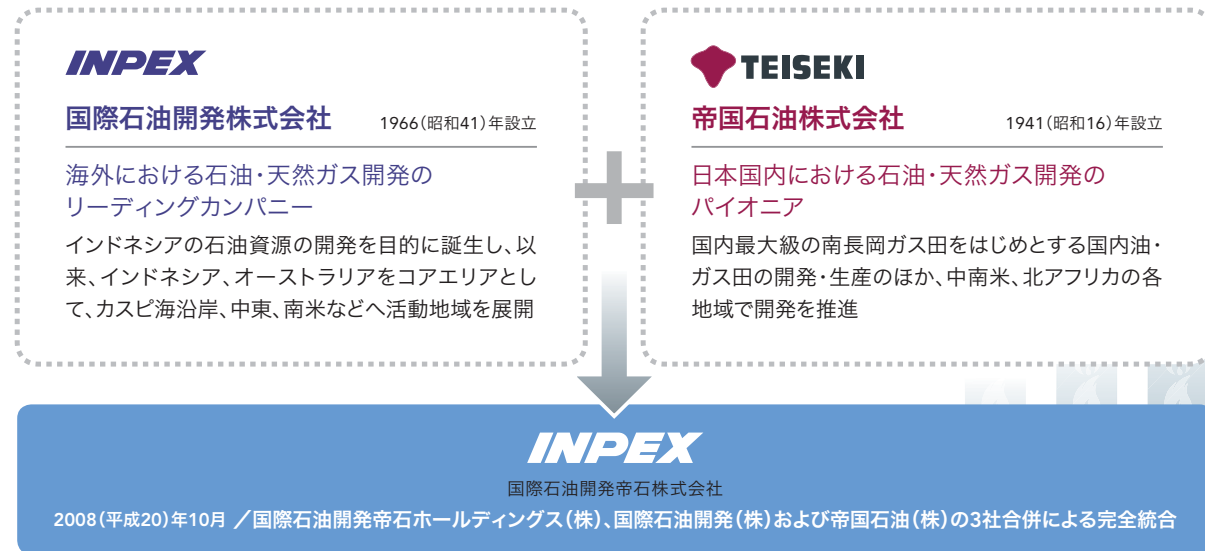 INPEX
国際石油開発株式会社 1966(昭和41)年設立
海外における石油・天然ガス開発の
リーディングカンパニー
インドネシアの石油資源の開発を目的に誕生し、以
来、インドネシア、オーストラリアをコアエリアとし
て、カスピ海沿岸、中東、南米などへ活動地域を展開
TEISEKI
帝国石油株式会社 1941(昭和16)年設立
日本国内における石油・天然ガス開発の
パイオニア
国内最大級の南長岡ガス田をはじめとする国内油・
ガス田の開発・生産のほか、中南米、北アフリカの各
地域で開発を推進
INPEX
国際石油開発帝石株式会社
2008(平成20)年10月 /国際石油開発帝石ホールディングス(株)、国際石油開発(株)および帝国石油(株)の3社合併による完全統合